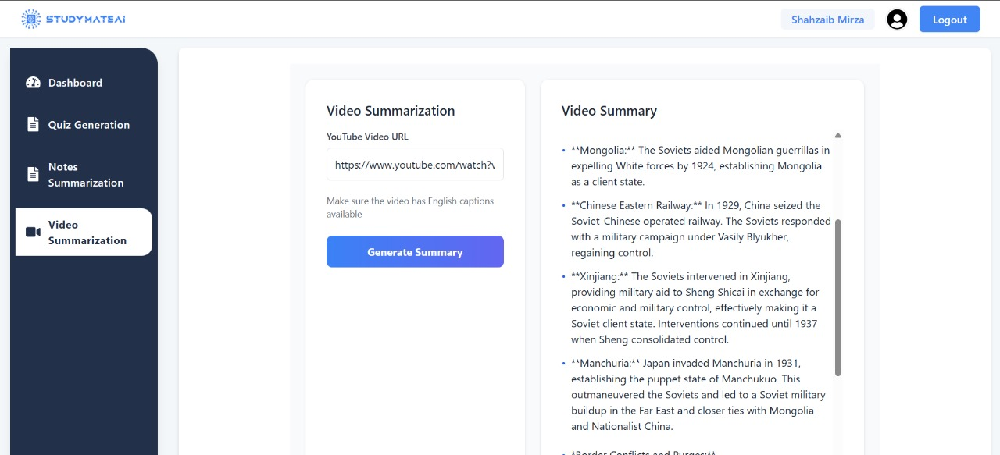 STUDYMATEAI
Shahzaib Mirza
Logout
Dashboard
Quiz Generation
Notes
Summarization
Video
Summarization
Video Summarization
YouTube Video URL
https://www.youtube.com/watch?v
Make sure the video has English captions
available
Generate Summary
Video Summary
• **Mongolia:** The Soviets aided Mongolian guerrillas in
expelling White forces by 1924, establishing Mongolia
as a client state.
• **Chinese Eastern Railway:** In 1929, China seized the
Soviet-Chinese operated railway. The Soviets responded
with a military campaign under Vasily Blyukher,
regaining control.
• **Xinjiang:** The Soviets intervened in Xinjiang,
providing military aid to Sheng Shicai in exchange for
economic and military control, effectively making it a
Soviet client state. Interventions continued until 1937
when Sheng consolidated control.
• **Manchuria:** Japan invaded Manchuria in 1931,
establishing the puppet state of Manchukuo. This
outmaneuvered the Soviets and led to a Soviet military
buildup in the Far East and closer ties with Mongolia
and Nationalist China.
• *Border Conflicts and Purges:**